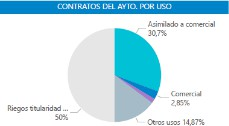 CONTRATOS DEL AYTO. POR USO
Asimilado a comercial
30,7%
Comercial
2,85%
Riegos titularidad ...
50%
Otros usos 14,87%